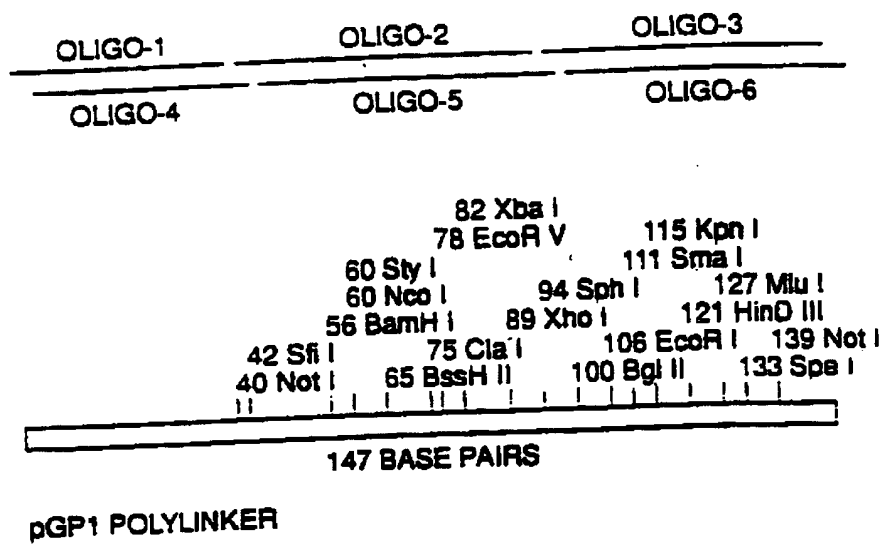 OLIGO-1 OLIGO-2 OLIGO-3
OLIGO-4 OLIGO-5 OLIGO-6
82 Xba I
78 EcoR V 115 Kpn I
60 Sty I 111 Sma I
60 Nco I 94 Sph I 127 Mlu I
56 BamH I 89 Xho I 121 HinD III
42 Sfi I 75 Cla I 106 EcoR I 139 Not I
40 Not I 65 BssH II 100 Bgl II 133 Spe I
147 BASE PAIRS
pGP1 POLYLINKER